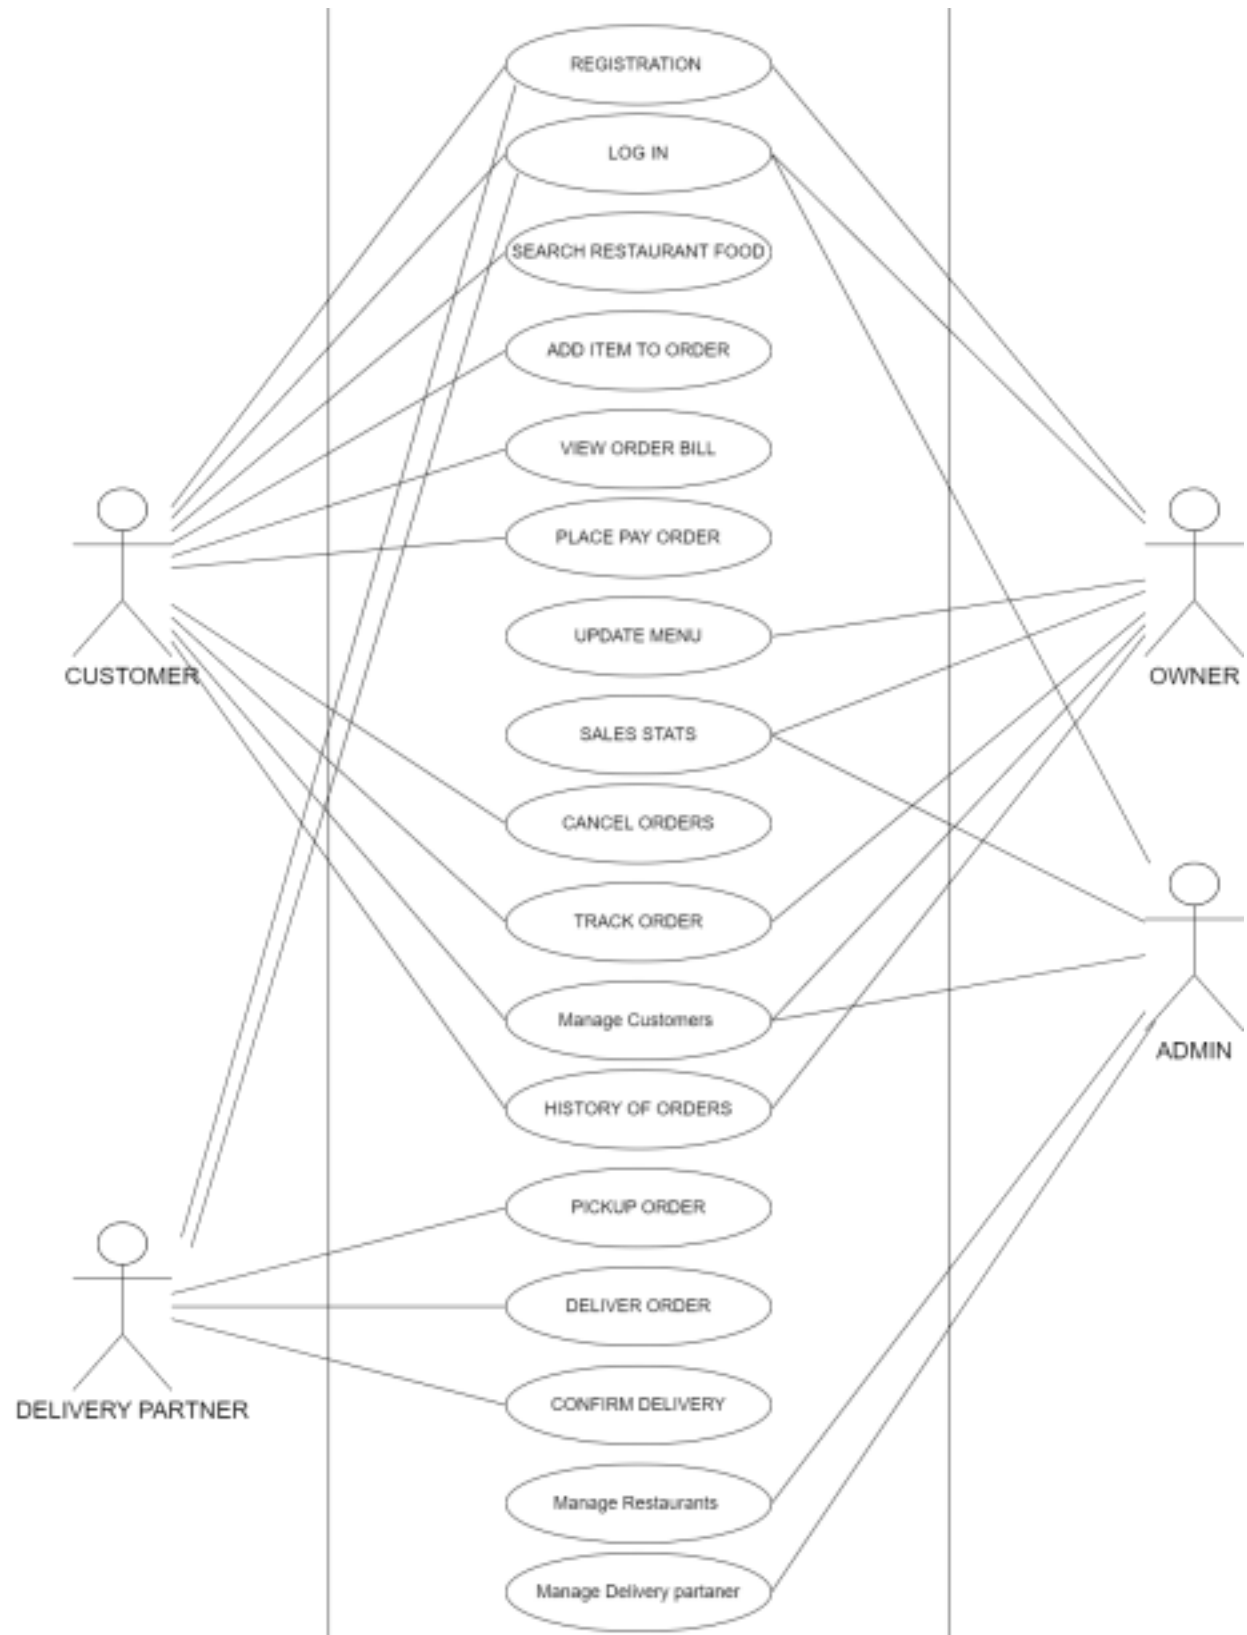 REGISTRATION
LOG IN
SEARCH RESTAURANT FOOD
ADD ITEM TO ORDER
VIEW ORDER BILL
PLACE PAY ORDER
UPDATE MENU
CUSTOMER
OWNER
SALES STATS
CANCEL ORDERS
TRACK ORDER
Manage Customers
ADMIN
HISTORY OF ORDERS
PICKUP ORDER
DELIVER ORDER
CONFIRM DELIVERY
DELIVERY PARTNER
Manage Restaurants
Manage Delivery partaner